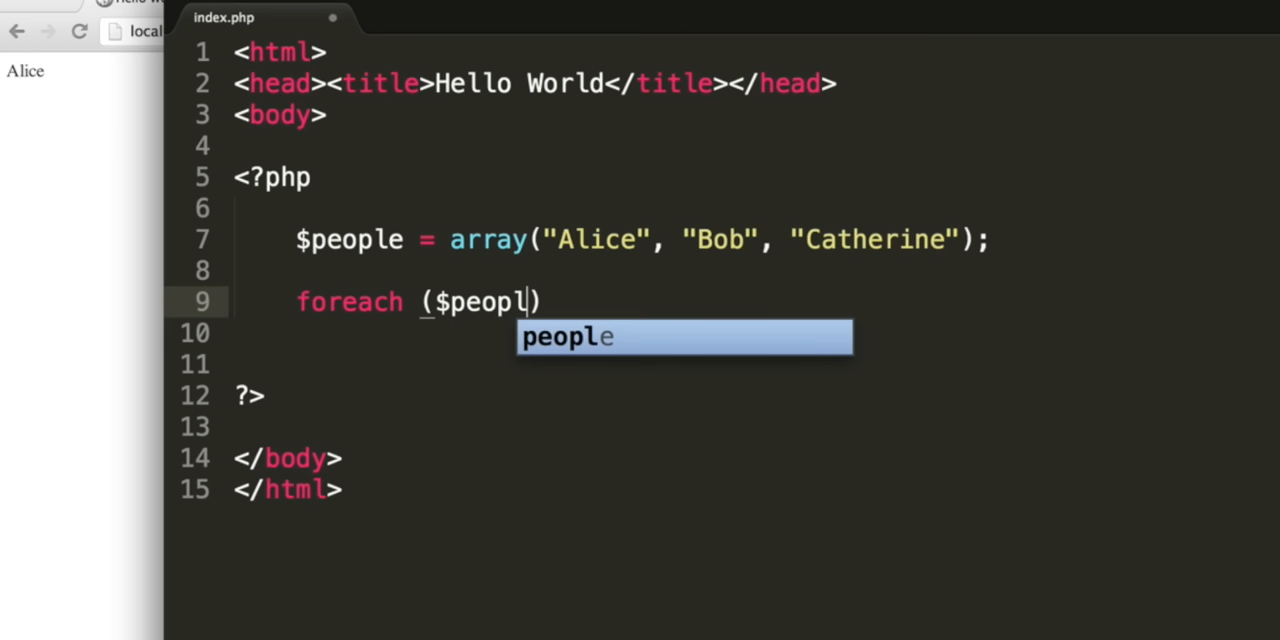 Hello wo
index.php
local
Alice
1 <html>
2 <head><title>Hello World</title></head>
3 <body>
4
5 <?php
6
7 $people = array("Alice", "Bob", "Catherine");
8
9 foreach ($peopl)
people
10
11
12 ?>
13
14 </body>
15 </html>